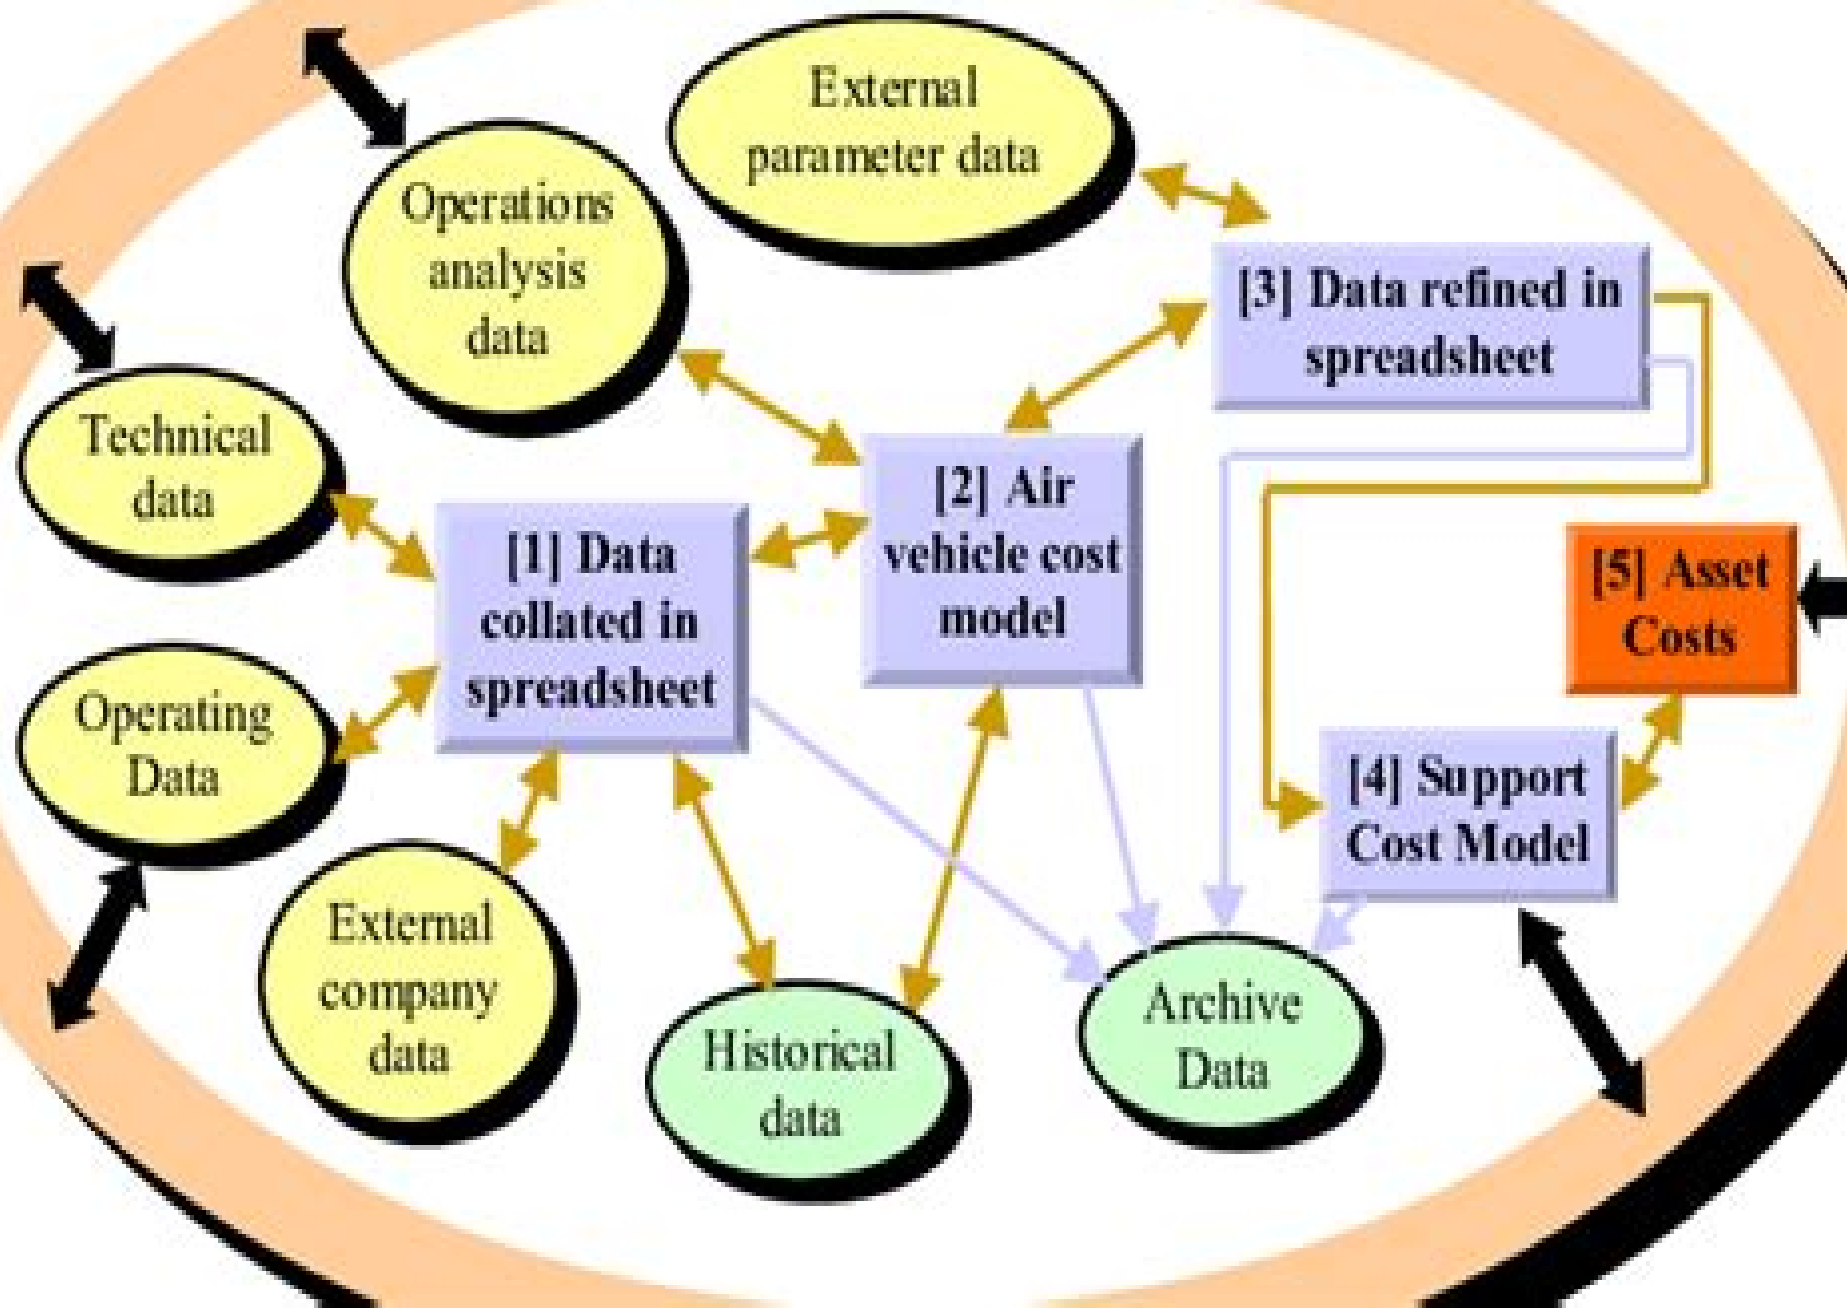 External
parameter data
Operations
analysis
data
[3] Data refined in
spreadsheet
Technical
data
[2] Air
vehicle cost
model
[1] Data
collated in
spreadsheet
[5] Asset
Costs
Operating
Data
[4] Support
Cost Model
External
company
data
Historical
data
Archive
Data